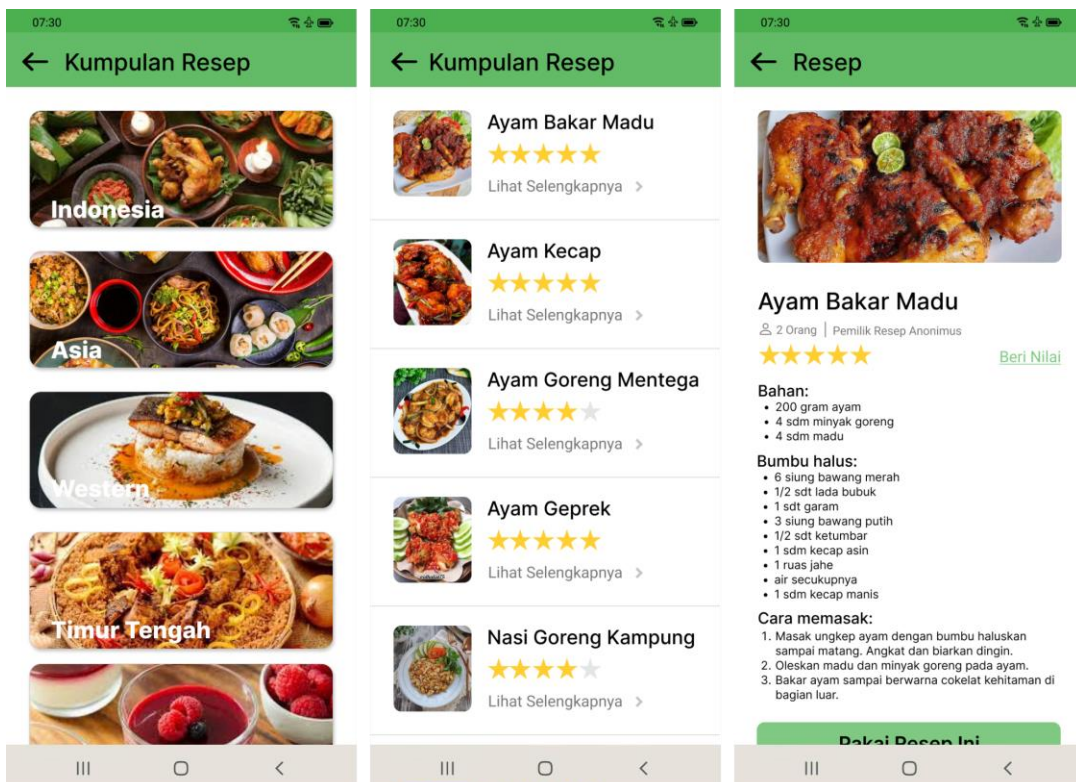 07:30
Kumpulan Resep
Indonesia
Asia
Western
Timur Tengah
07:30
Kumpulan Resep
Ayam Bakar Madu
Lihat Selengkapnya >
Ayam Kecap
Lihat Selengkapnya >
Ayam Goreng Mentega
Lihat Selengkapnya >
Ayam Geprek
Lihat Selengkapnya >
Nasi Goreng Kampung
Lihat Selengkapnya >
07:30
Resep
Ayam Bakar Madu
2 Orang | Pemilik Resep Anonimus
Beri Nilai
Bahan:
• 200 gram ayam
• 4 sdm minyak goreng
• 4 sdm madu
Bumbu halus:
• 6 siung bawang merah
• 1/2 sdt lada bubuk
• 1 sdt garam
• 3 siung bawang putih
• 1/2 sdt ketumbar
• 1 sdm kecap asin
• 1 ruas jahe
• air secukupnya
• 1 sdm kecap manis
Cara memasak:
1. Masak ungkep ayam dengan bumbu haluskan
sampai matang. Angkat dan biarkan dingin.
2. Oleskan madu dan minyak goreng pada ayam.
3. Bakar ayam sampai berwarna cokelat kehitaman di
bagian luar.
Pakai Resep Ini